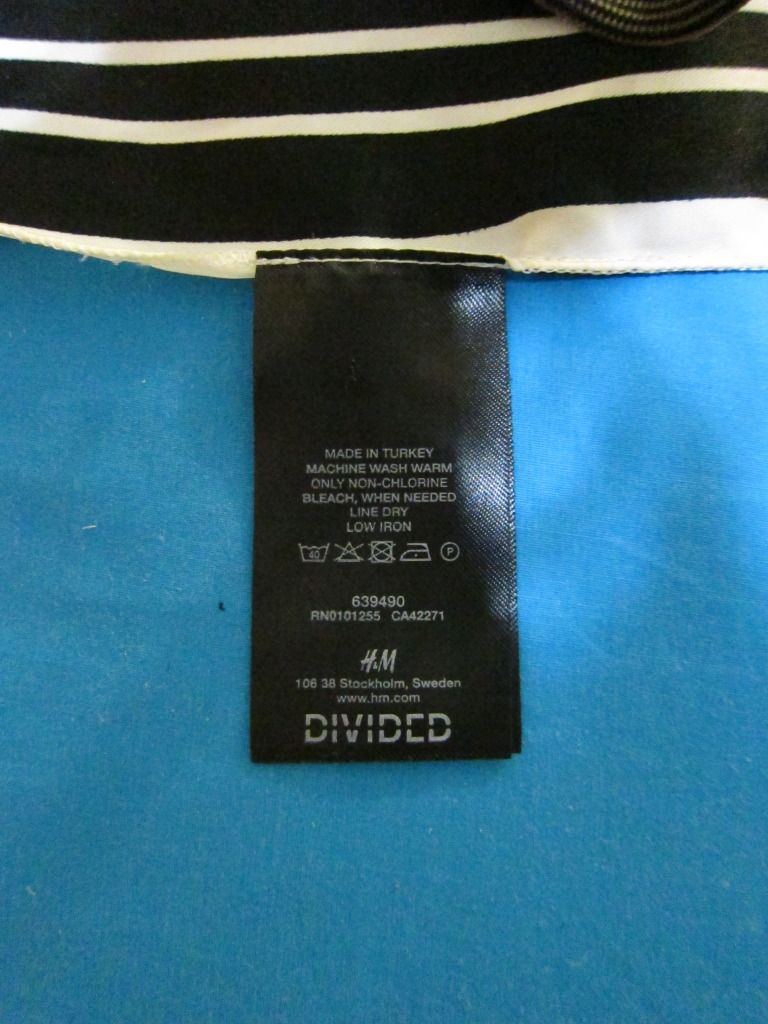 MADE IN TURKEY
MACHINE WASH WARM
ONLY NON-CHLORINE
BLEACH, WHEN NEEDED
LINE DRY
LOW IRON
40 P
639490
RN0101255 CA42271
H&M
106 38 Stockholm, Sweden
www.hm.com
DIVIDED